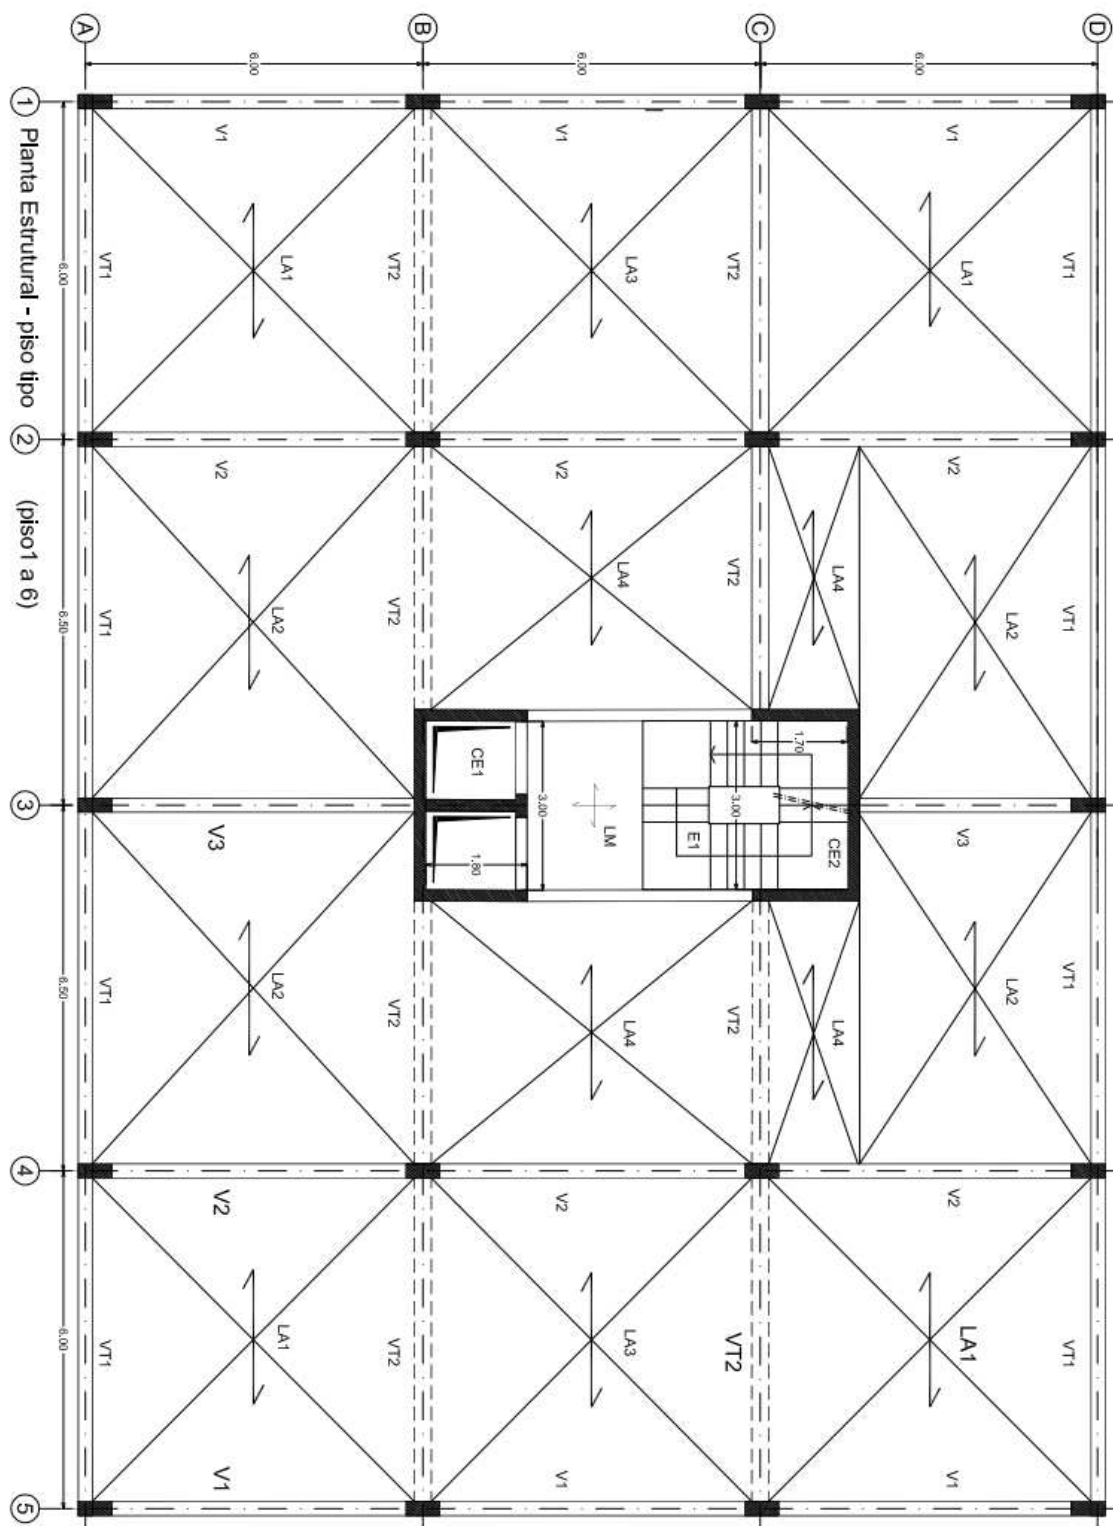 A
B
C
D
6.00
6.00
6.00
1
V1
V1
V1
VT1
LA1
VT2
LA3
VT2
LA1
VT1
6.00
2
V2
V2
V2
VT1
LA2
VT2
LA4
VT2
LA4
LA2
VT1
6.50
CE1
3.00
1.80
LM
E1
3.00
1.70
CE2
3
V3
V3
VT1
LA2
VT2
LA4
VT2
LA4
LA2
VT1
6.50
4
V2
V2
V2
VT1
LA1
VT2
LA3
VT2
LA1
VT1
6.00
V1
V1
V1
5
Planta Estrutural - piso tipo (piso1 a 6)